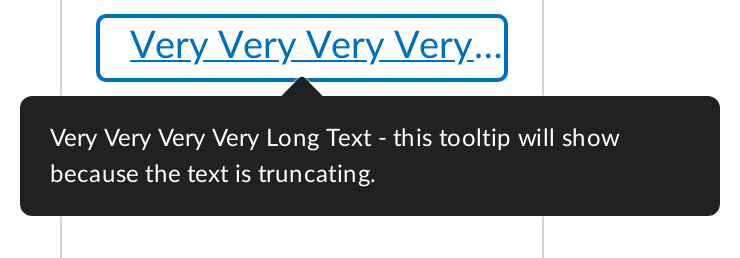 Very Very Very Very...
Very Very Very Very Long Text - this tooltip will show
because the text is truncating.